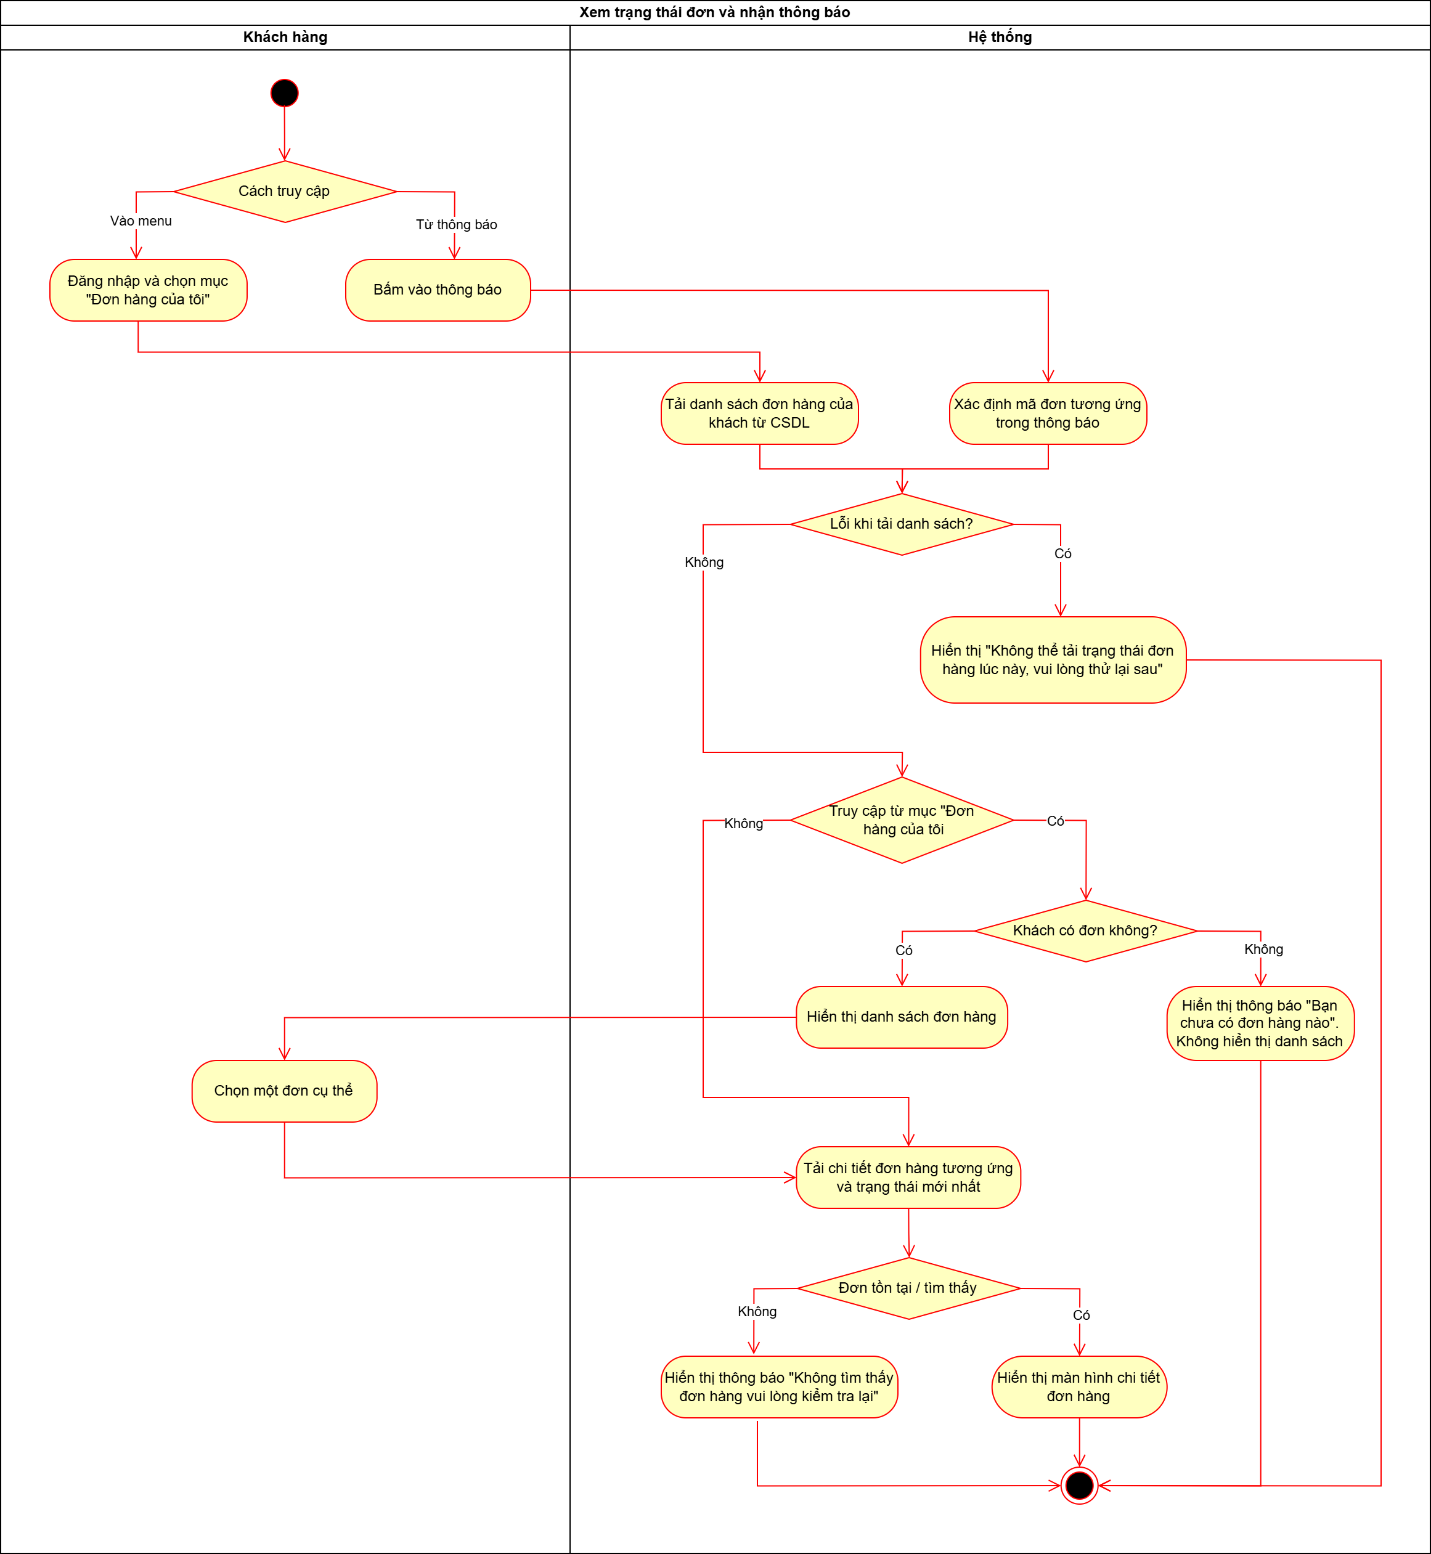 Xem trạng thái đơn và nhận thông báo
Khách hàng
Hệ thống
Cách truy cập
Vào menu
Từ thông báo
Đăng nhập và chọn mục
"Đơn hàng của tôi"
Bấm vào thông báo
Tải danh sách đơn hàng của
khách từ CSDL
Xác định mã đơn tương ứng
trong thông báo
Lỗi khi tải danh sách?
Không
Có
Hiển thị "Không thể tải trạng thái đơn
hàng lúc này, vui lòng thử lại sau"
Truy cập từ mục "Đơn
hàng của tôi
Không
Có
Khách có đơn không?
Có
Không
Hiển thị danh sách đơn hàng
Hiển thị thông báo "Bạn
chưa có đơn hàng nào".
Không hiển thị danh sách
Chọn một đơn cụ thể
Tải chi tiết đơn hàng tương ứng
và trạng thái mới nhất
Đơn tồn tại / tìm thấy
Không
Có
Hiển thị thông báo "Không tìm thấy
đơn hàng vui lòng kiểm tra lại"
Hiển thị màn hình chi tiết
đơn hàng